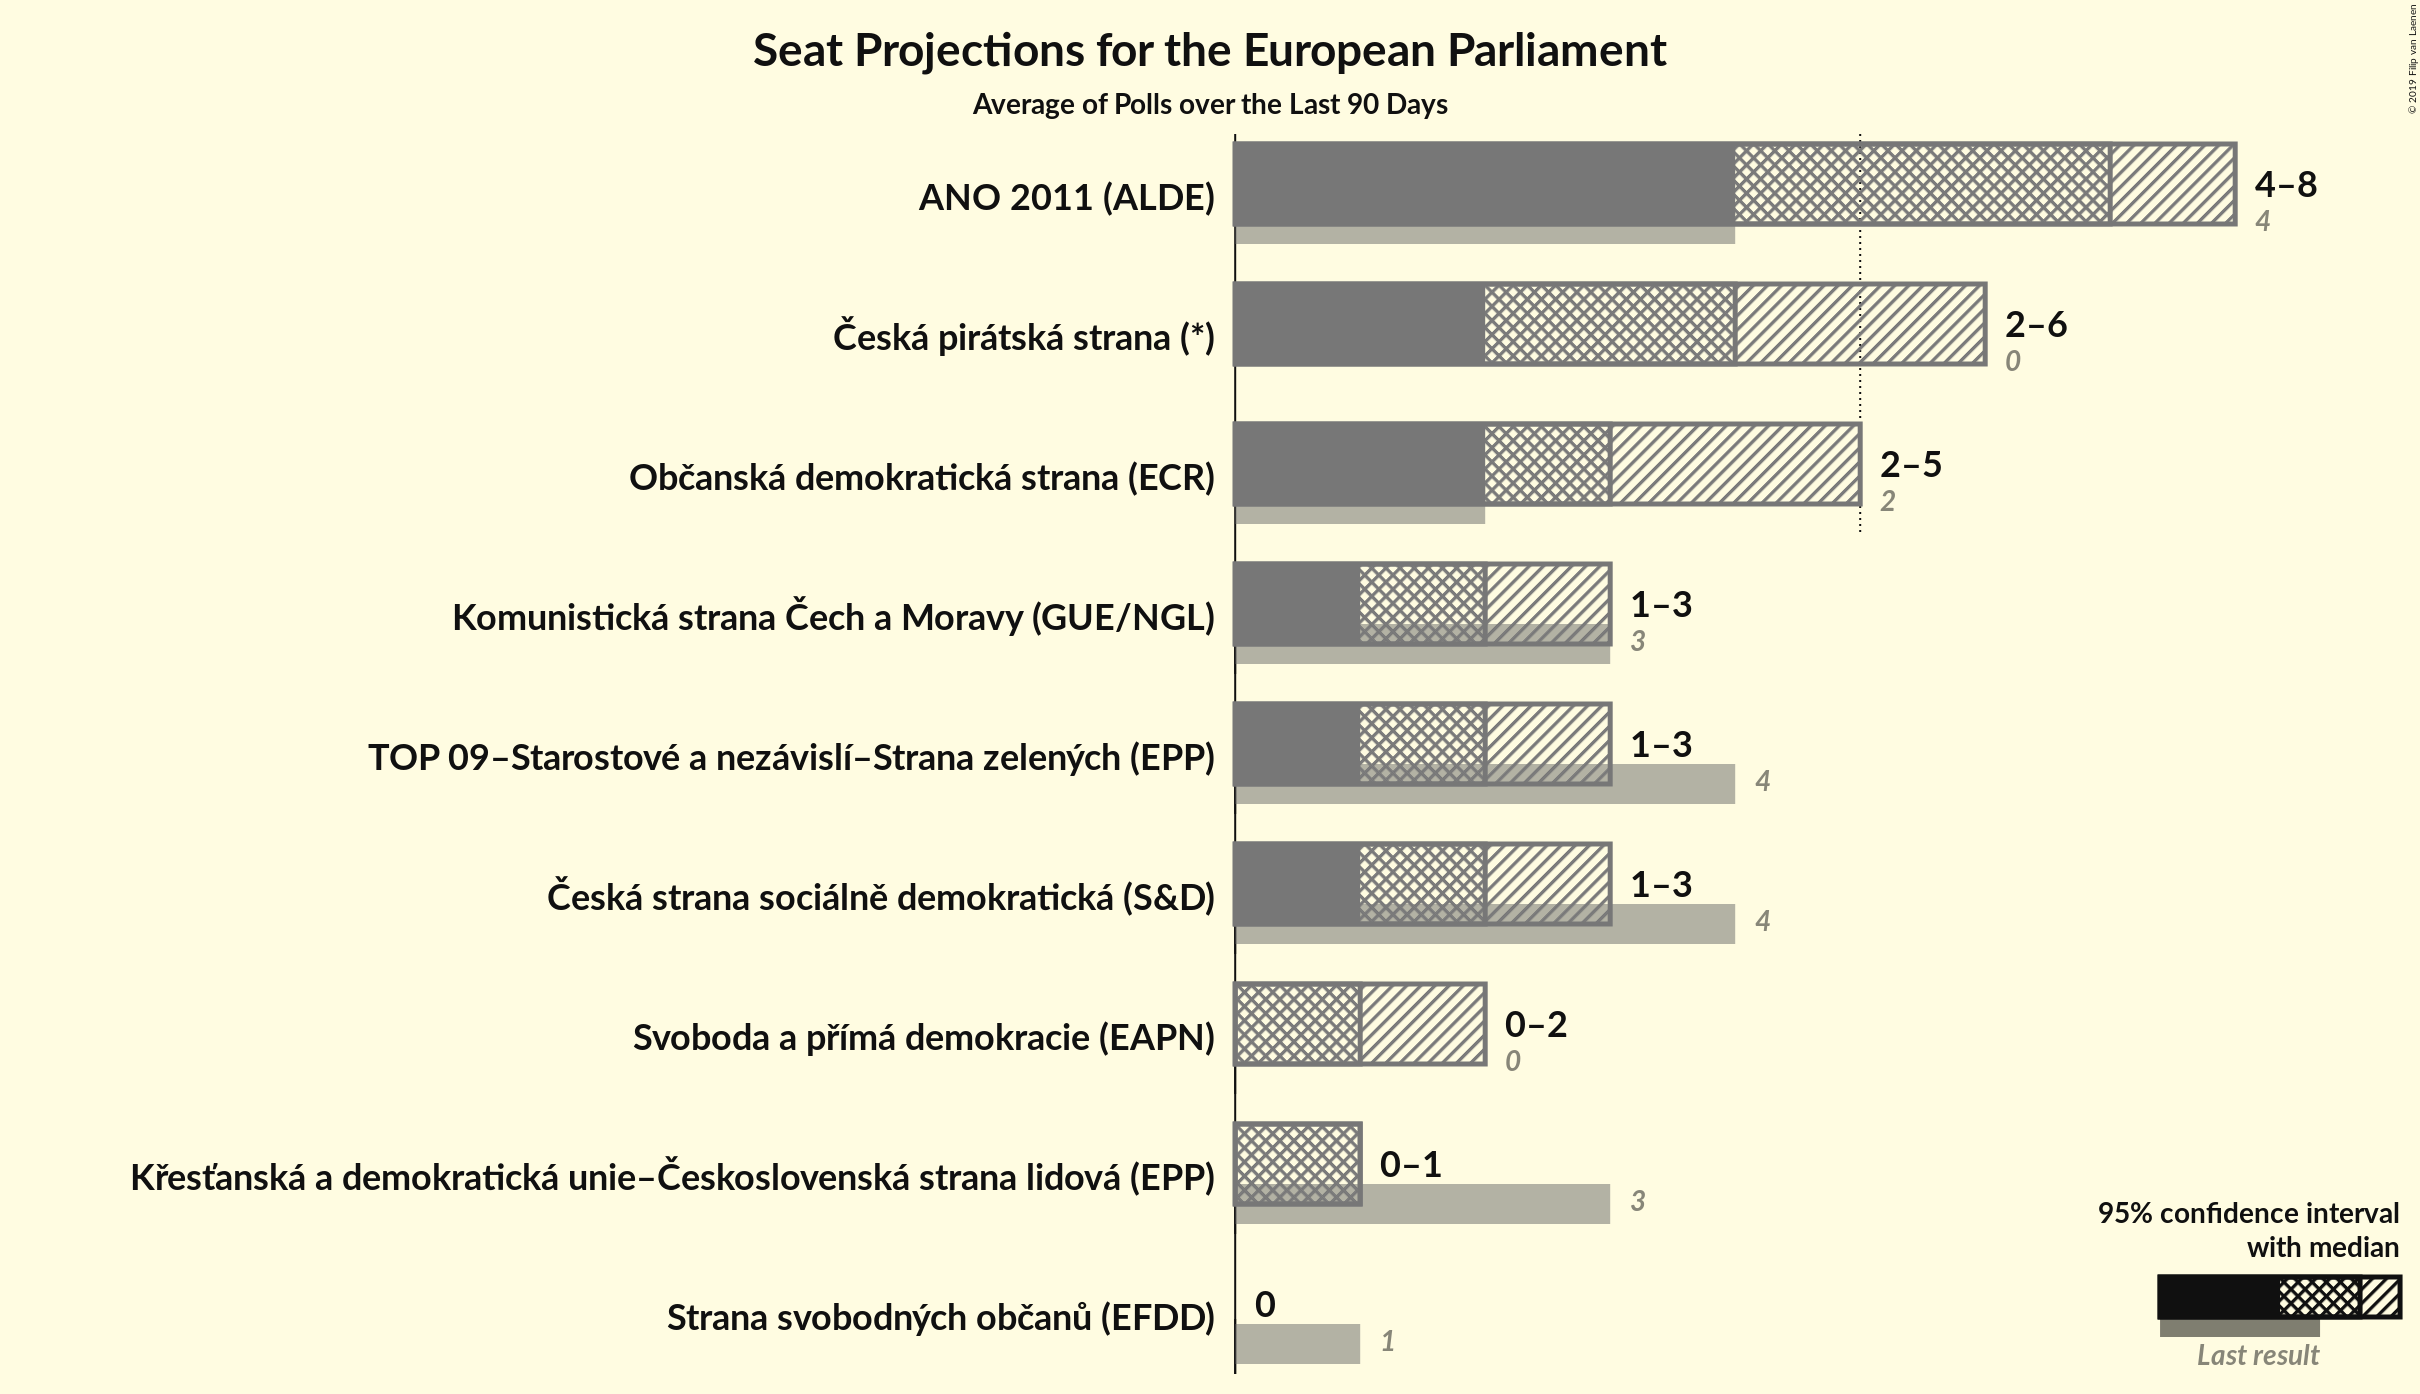 Seat Projections for the European Parliament
Average of Polls over the Last 90 Days
© 2019 Filip van Laenen
ANO 2011 (ALDE)
4–8
4
Česká pirátská strana (*)
2–6
0
Občanská demokratická strana (ECR)
2–5
2
Komunistická strana Čech a Moravy (GUE/NGL)
1–3
3
TOP 09–Starostové a nezávislí–Strana zelených (EPP)
1–3
4
Česká strana sociálně demokratická (S&D)
1–3
4
Svoboda a přímá demokracie (EAPN)
0–2
0
Křesťanská a demokratická unie–Československá strana lidová (EPP)
0–1
3
Strana svobodných občanů (EFDD)
0
1
95% confidence interval
with median
Last result